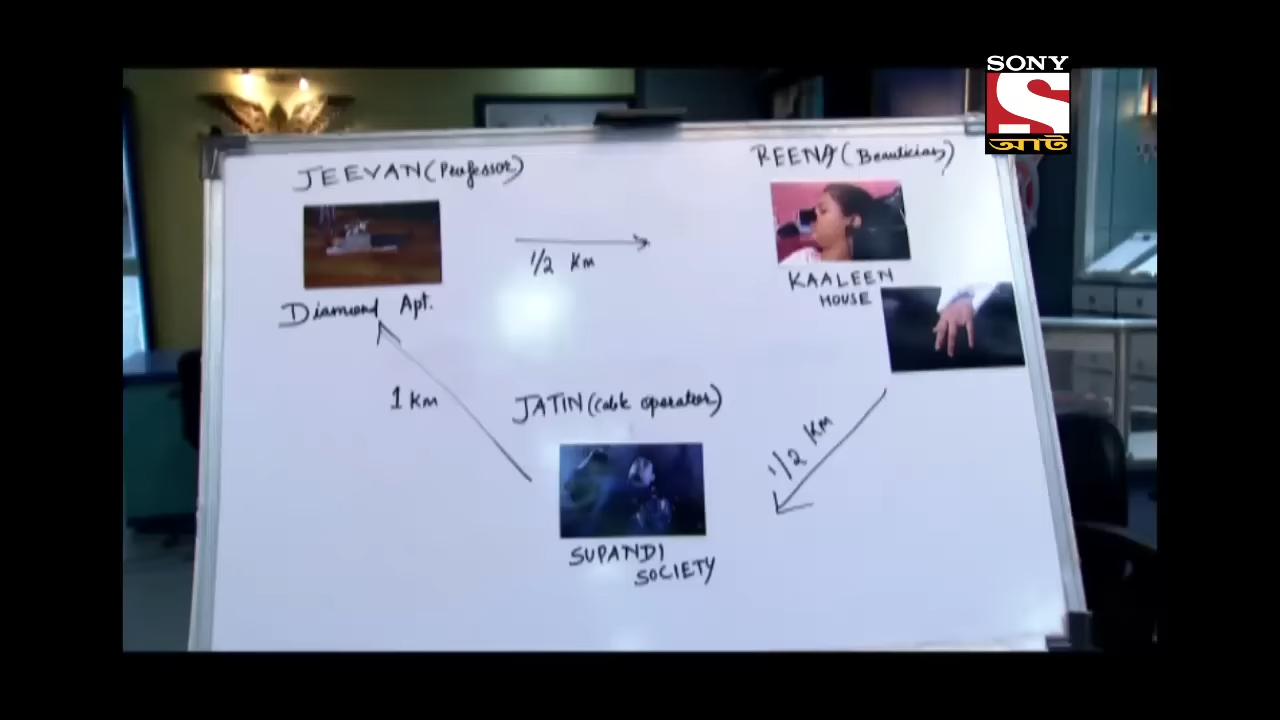 SONY
S
আট
JEEVAN (Professor)
REENA (Beautician)
1/2 Km
KAALEEN
HOUSE
Diamond Apt.
1 Km
JATIN (Cable operator)
1/2 KM
SUPANDI
SOCIETY